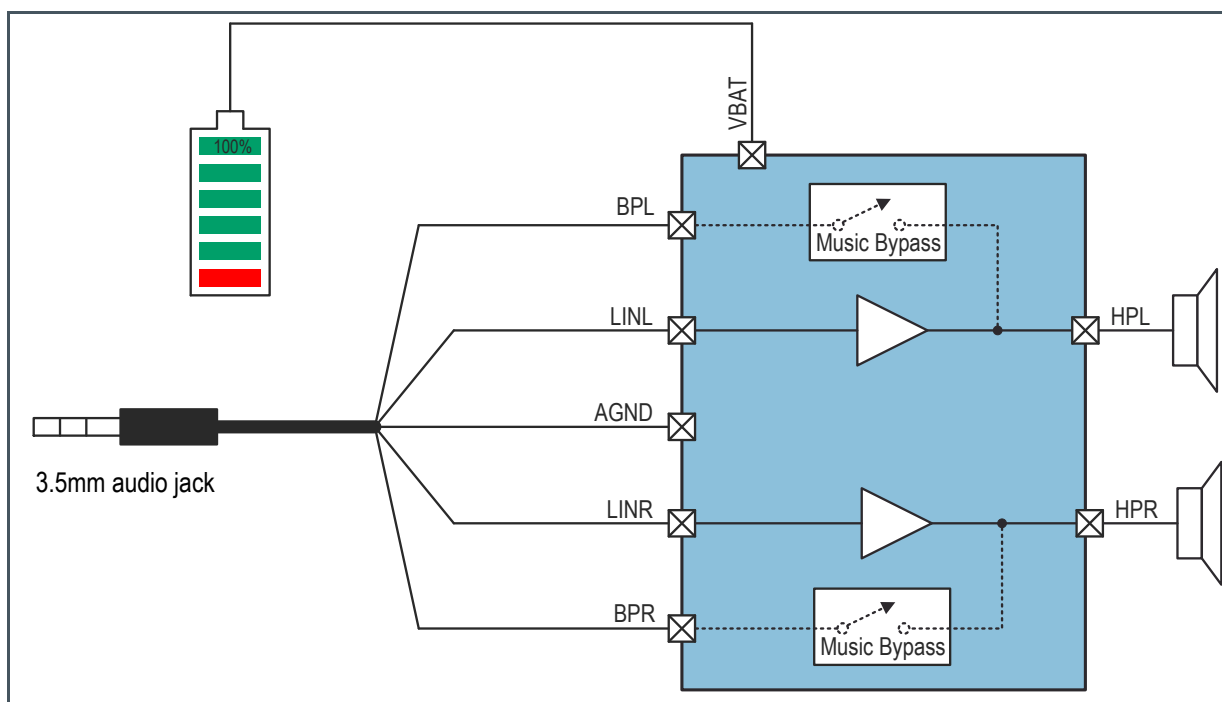 VBAT
100%
BPL
Music Bypass
LINL
HPL
AGND
3.5mm audio jack
LINR
HPR
BPR
Music Bypass